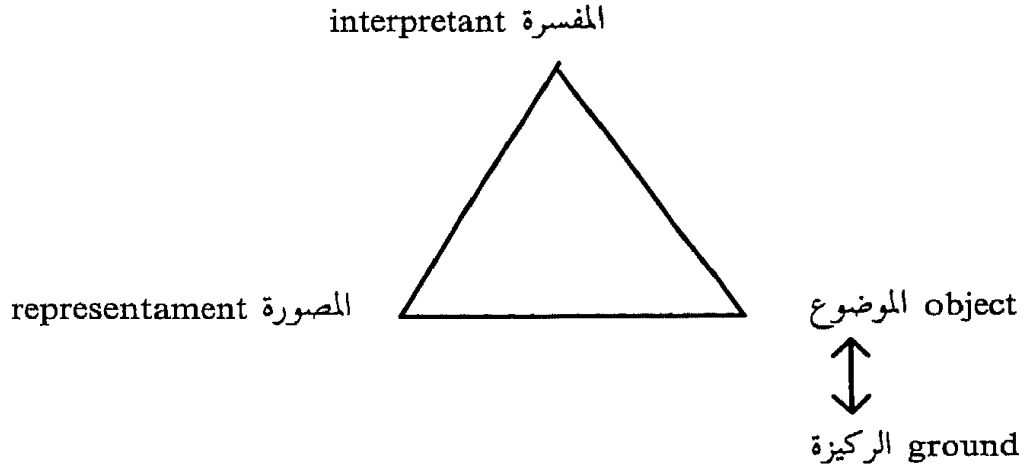 interpretant المفسرة
representament المصورة
الموضوع object
الركيزة ground